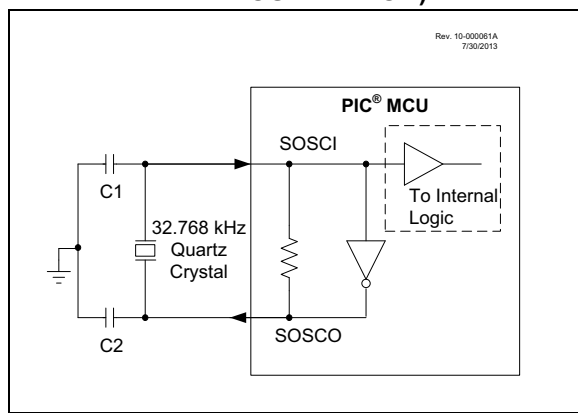 Rev. 10-000061A
7/30/2013
PIC® MCU
SOSCI
C1
To Internal
Logic
32.768 kHz
Quartz
Crystal
SOSCO
C2